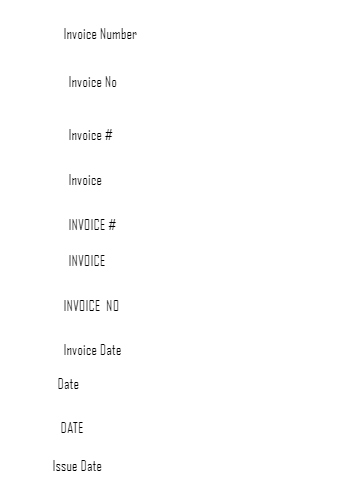 Invoice Number
Invoice No
Invoice #
Invoice
INVOICE #
INVOICE
INVOICE NO
Invoice Date
Date
DATE
Issue Date